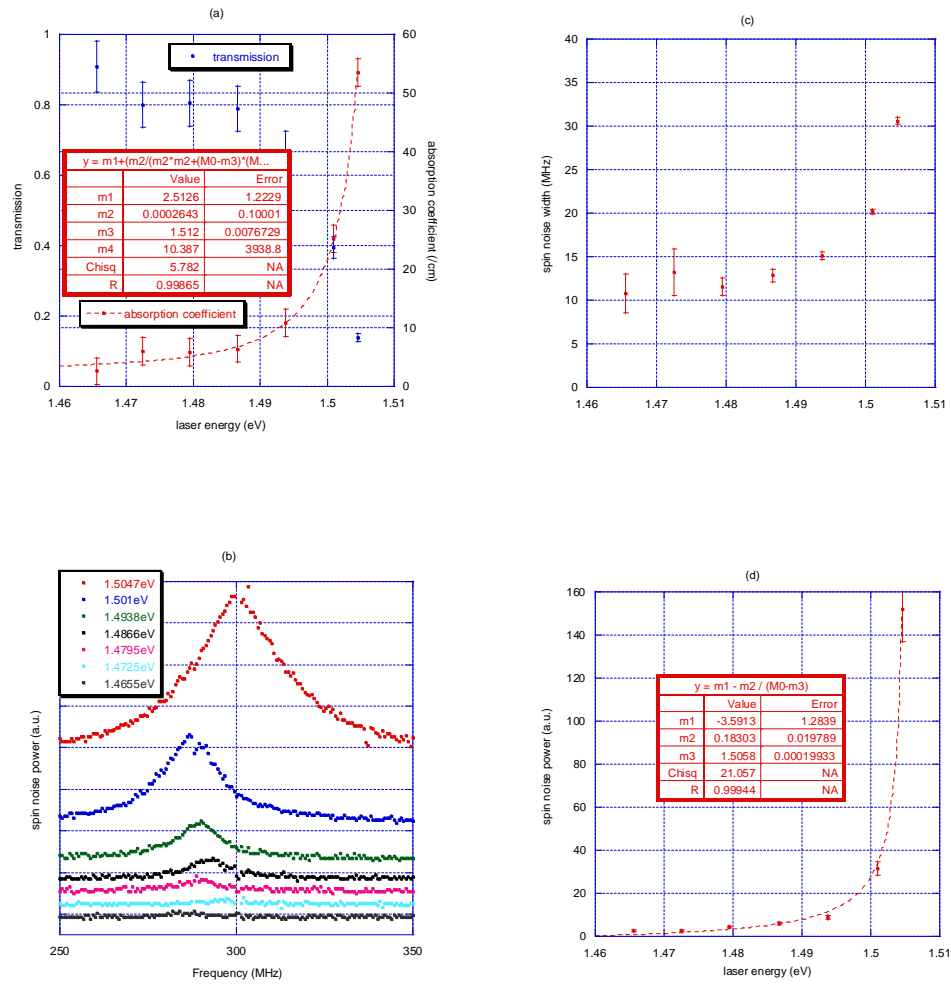 (a)
1
0.8
0.6
0.4
0.2
0
60
50
40
30
20
10
0
1.46
1.47
1.48
1.49
1.5
1.51
transmission
absorption coefficient (/cm)
laser energy (eV)
transmission
y = m1+(m2/(m2*m2+(M0-m3)*(M...
Value Error
m1 2.5126 1.2229
m2 0.0002643 0.10001
m3 1.512 0.0076729
m4 10.387 3938.8
Chisq 5.782 NA
R 0.99865 NA
absorption coefficient
(c)
40
35
30
25
20
15
10
5
0
1.46
1.47
1.48
1.49
1.5
1.51
spin noise width (MHz)
laser energy (eV)
(b)
1.5047eV
1.501eV
1.4938eV
1.4866eV
1.4795eV
1.4725eV
1.4655eV
spin noise power (a.u.)
250
300
350
Frequency (MHz)
(d)
160
140
120
100
80
60
40
20
0
1.46
1.47
1.48
1.49
1.5
1.51
spin noise power (a.u.)
laser energy (eV)
y = m1 - m2 / (M0-m3)
Value Error
m1 -3.5913 1.2839
m2 0.18303 0.019789
m3 1.5058 0.00019933
Chisq 21.057 NA
R 0.99944 NA